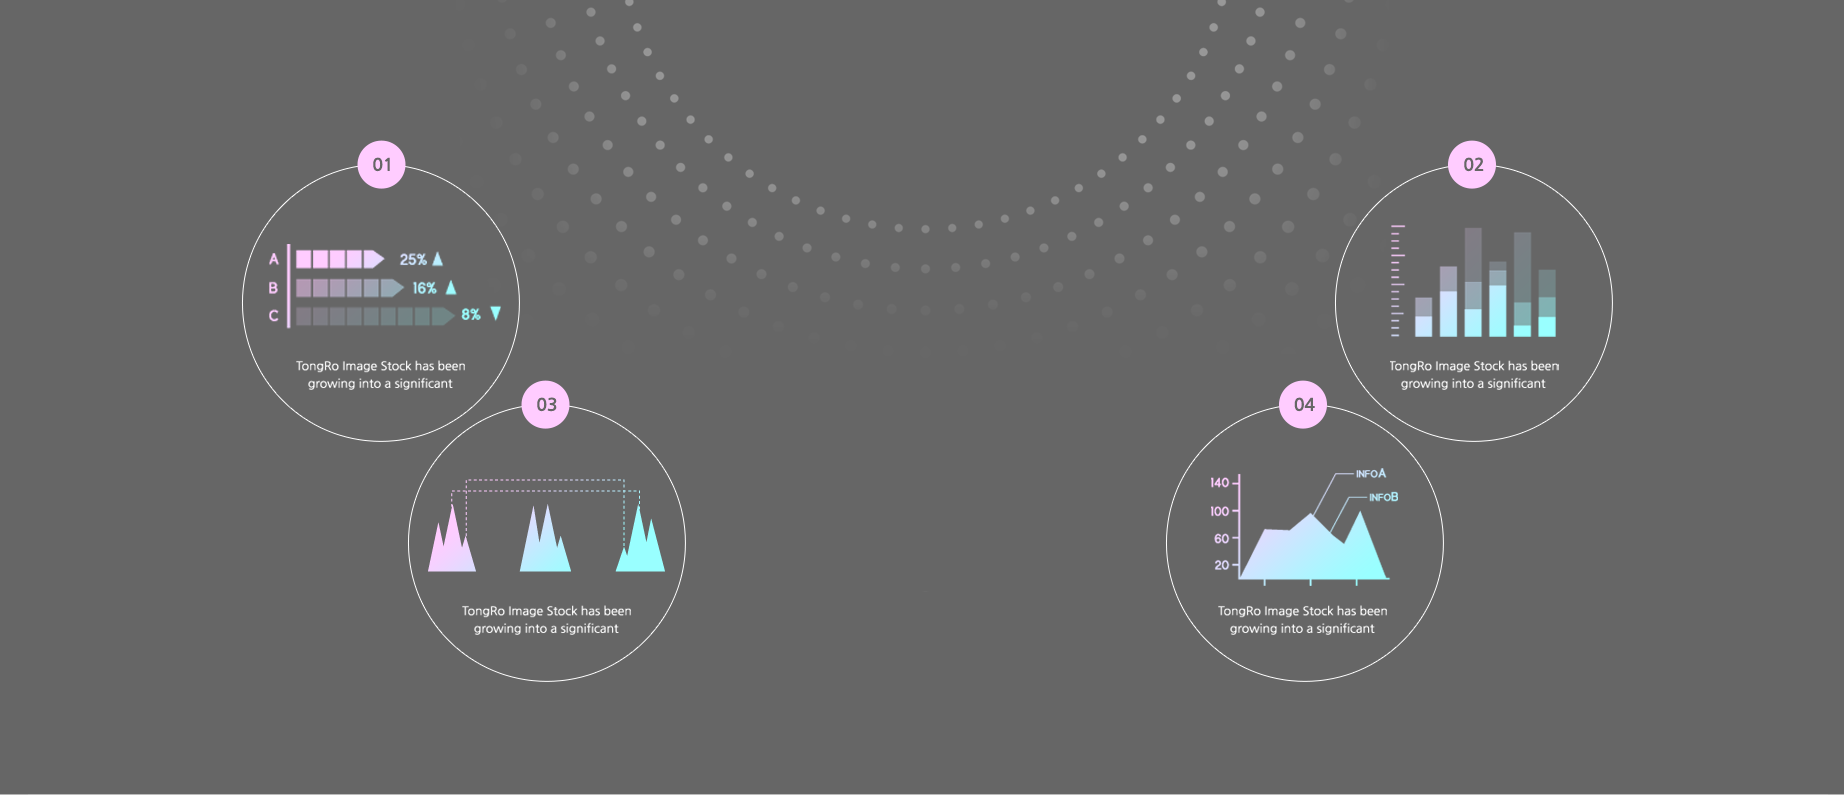 01
A 25%
B 16%
C 8%
TongRo Image Stock has been
growing into a significant
02
TongRo Image Stock has been
growing into a significant
03
TongRo Image Stock has been
growing into a significant
04
INFOA
140
INFOB
100
60
20
TongRo Image Stock has been
growing into a significant